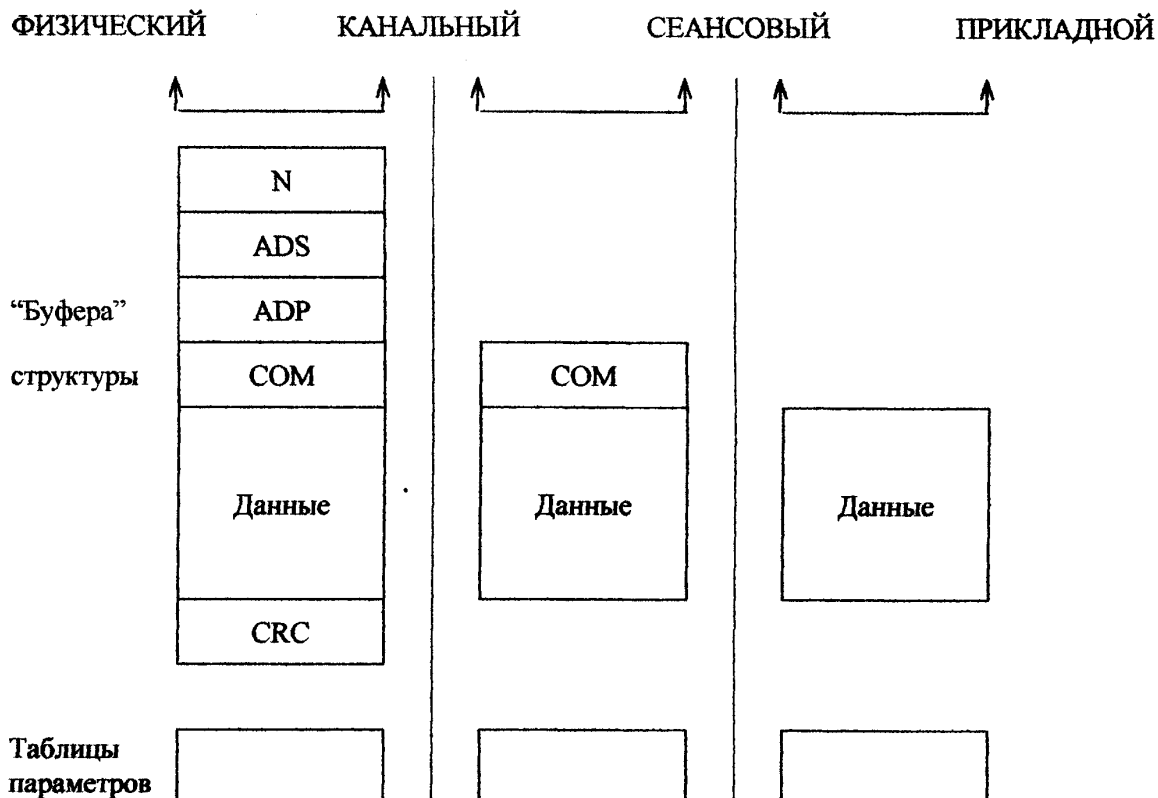 ФИЗИЧЕСКИЙ КАНАЛЬНЫЙ СЕАНСОВЫЙ ПРИКЛАДНОЙ
N
ADS
“Буфера” ADP
структуры COM COM
Данные Данные Данные
CRC
Таблицы
параметров